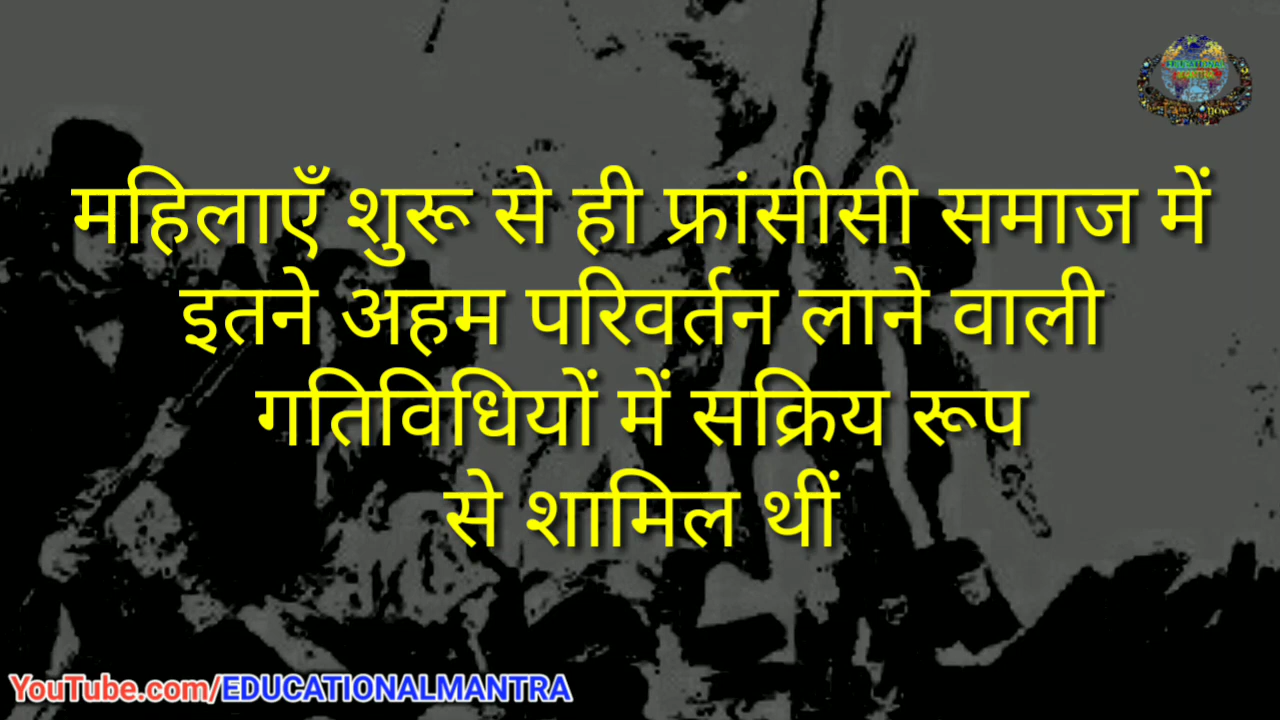 महिलाएँ शुरू से ही फ्रांसीसी समाज में
इतने अहम परिवर्तन लाने वाली
गतिविधियों में सक्रिय रूप
से शामिल थीं
YouTube.com/EDUCATIONALMANTRA